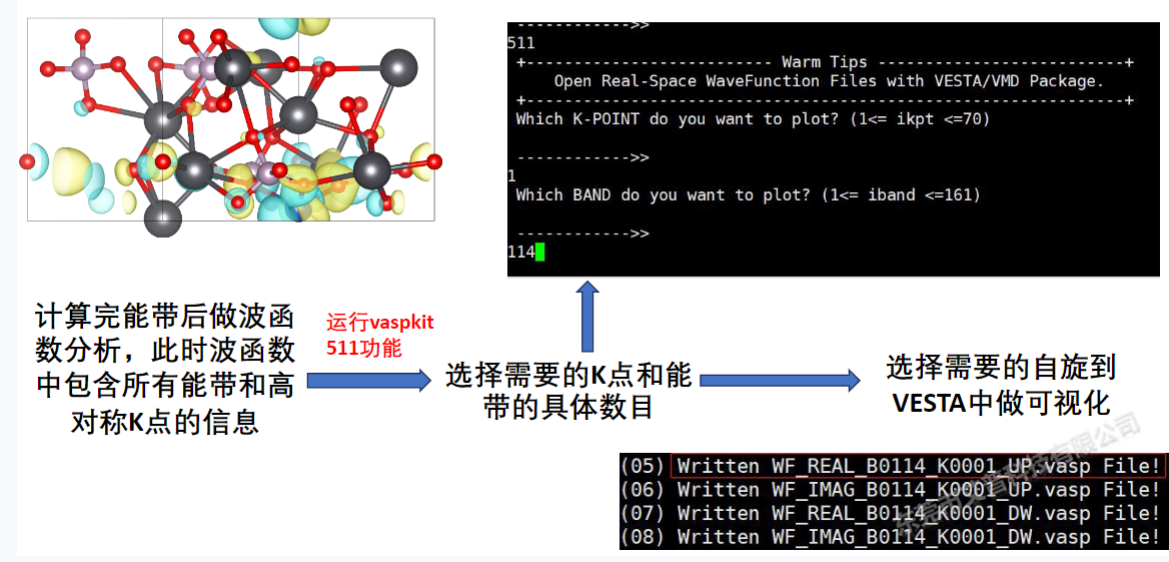 ------------>>
511
+--------------------------- Warm Tips --------------------------+
Open Real-Space WaveFunction Files with VESTA/VMD Package.
+----------------------------------------------------------------+
Which K-POINT do you want to plot? (1<= ikpt <=70)
------------>>
1
Which BAND do you want to plot? (1<= iband <=161)
------------>>
114
计算完能带后做波函
数分析，此时波函数
中包含所有能带和高
对称K点的信息
运行vaspkit
511功能
选择需要的K点和能
带的具体数目
选择需要的自旋到
VESTA中做可视化
(05) Written WF_REAL_B0114_K0001_UP.vasp File!
(06) Written WF_IMAG_B0114_K0001_UP.vasp File!
(07) Written WF_REAL_B0114_K0001_DW.vasp File!
(08) Written WF_IMAG_B0114_K0001_DW.vasp File!